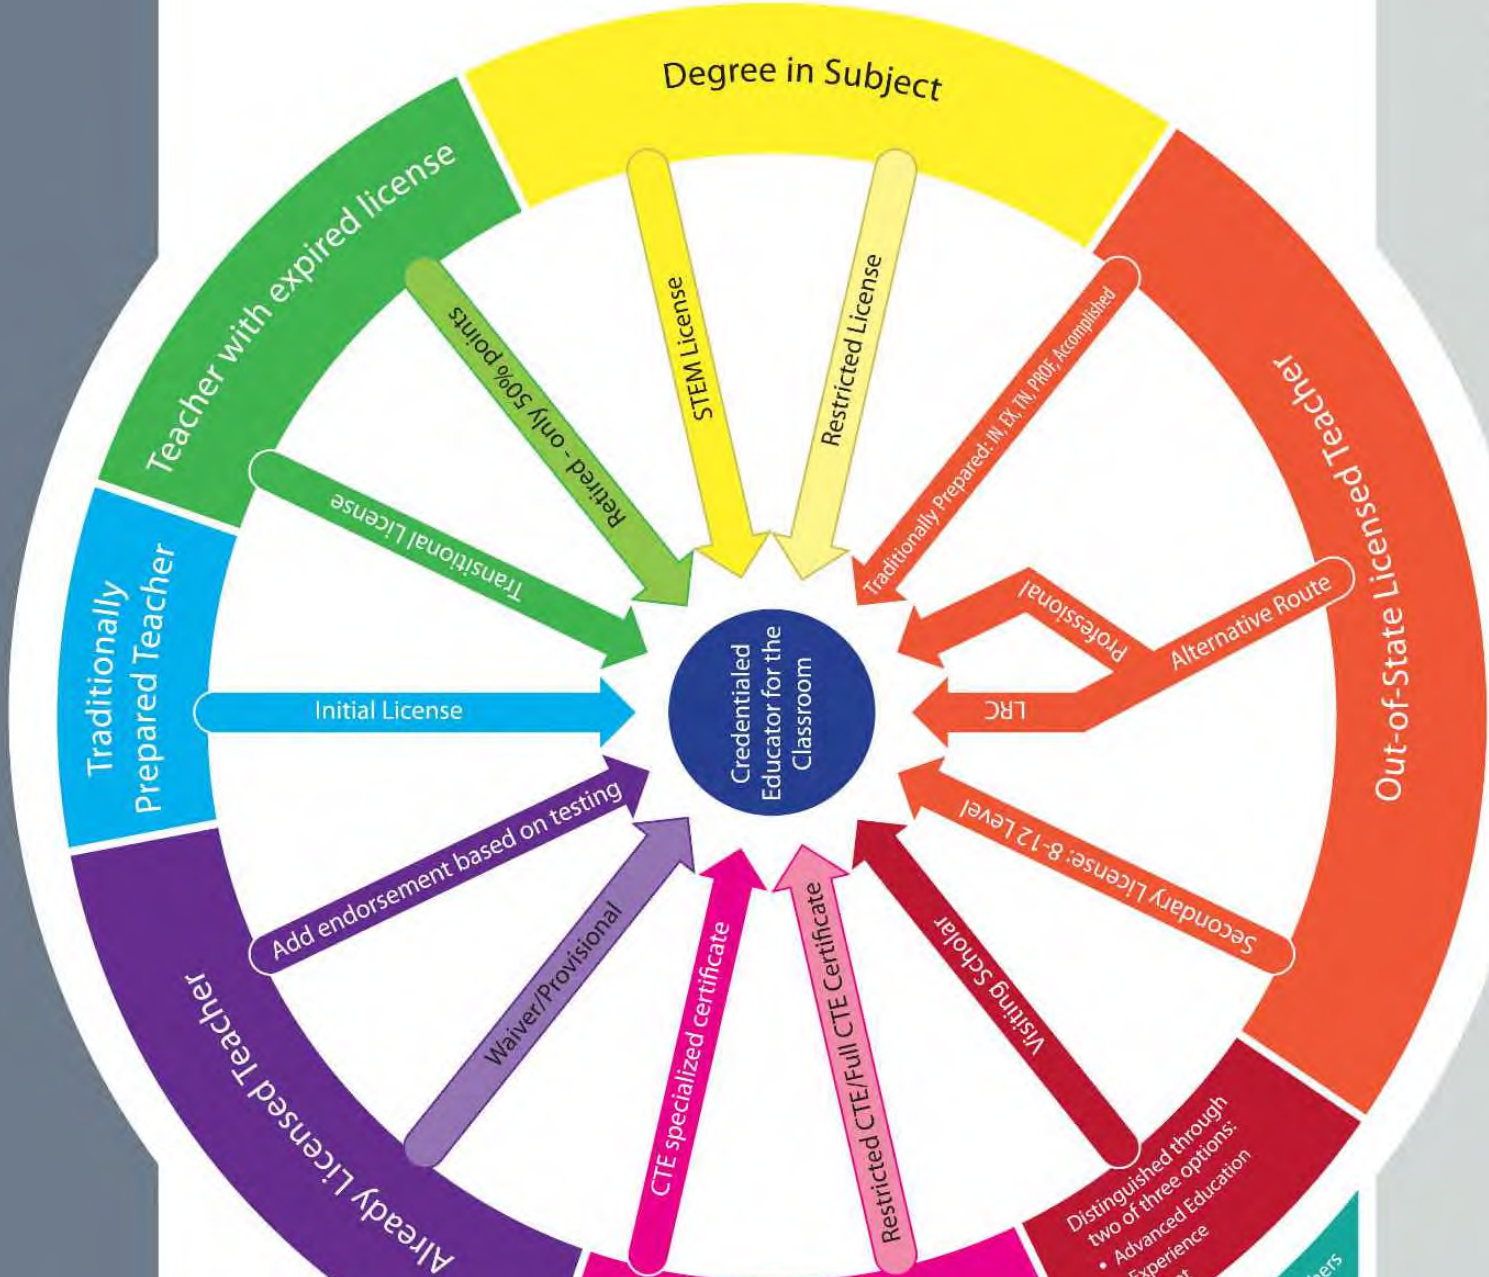 Degree in Subject
STEM License
Restricted License
Out-of-State Licensed Teacher
Traditionally Prepared: IN, EX, TN, PROF, Accomplished
Alternative Route
Professional
LRC
Secondary License: 8-12 Level
Distinguished through
two of three options:
• Advanced Education
Experience
Visiting Scholar
Restricted CTE/Full CTE Certificate
CTE specialized certificate
Already Licensed Teacher
Waiver/Provisional
Add endorsement based on testing
Traditionally
Prepared Teacher
Initial License
Teacher with expired license
Transitional License
Retired - only 50% points
Credentialed
Educator for the
Classroom